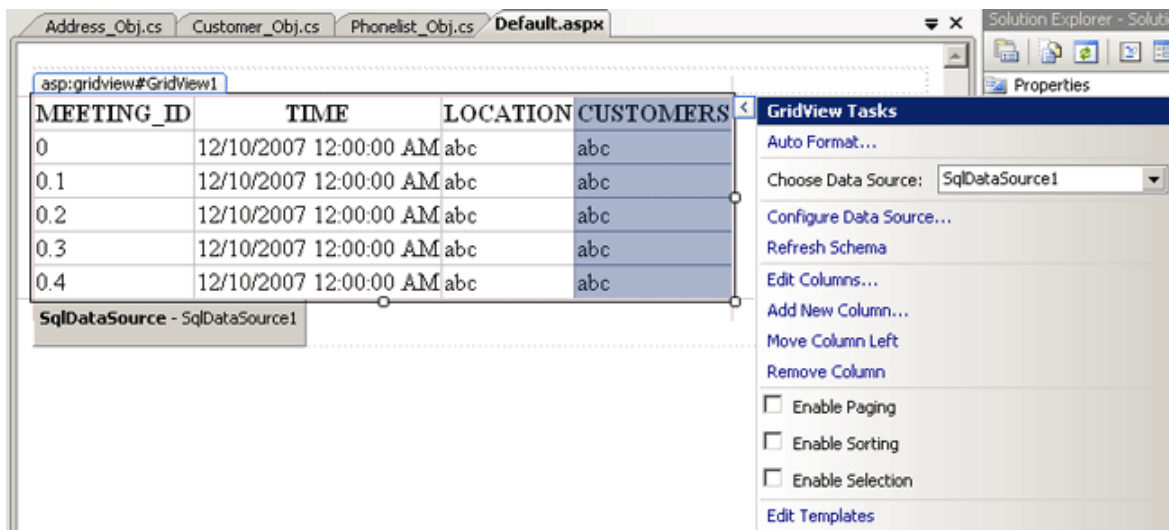 Address_Obj.cs Customer_Obj.cs Phonelist_Obj.cs Default.aspx
Solution Explorer - Soluti
Properties
asp:gridview#GridView1
MEETING_ID TIME LOCATION CUSTOMERS
0 12/10/2007 12:00:00 AM abc abc
0.1 12/10/2007 12:00:00 AM abc abc
0.2 12/10/2007 12:00:00 AM abc abc
0.3 12/10/2007 12:00:00 AM abc abc
0.4 12/10/2007 12:00:00 AM abc abc
SqlDataSource - SqlDataSource1
GridView Tasks
Auto Format...
Choose Data Source: SqlDataSource1
Configure Data Source...
Refresh Schema
Edit Columns...
Add New Column...
Move Column Left
Remove Column
Enable Paging
Enable Sorting
Enable Selection
Edit Templates